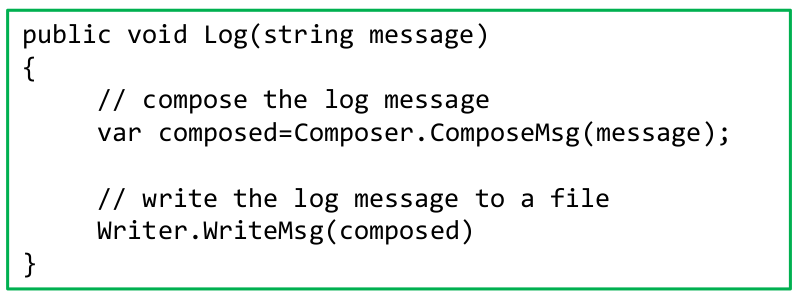 public void Log(string message)
{
// compose the log message
var composed=Composer.ComposeMsg(message);
// write the log message to a file
Writer.WriteMsg(composed)
}